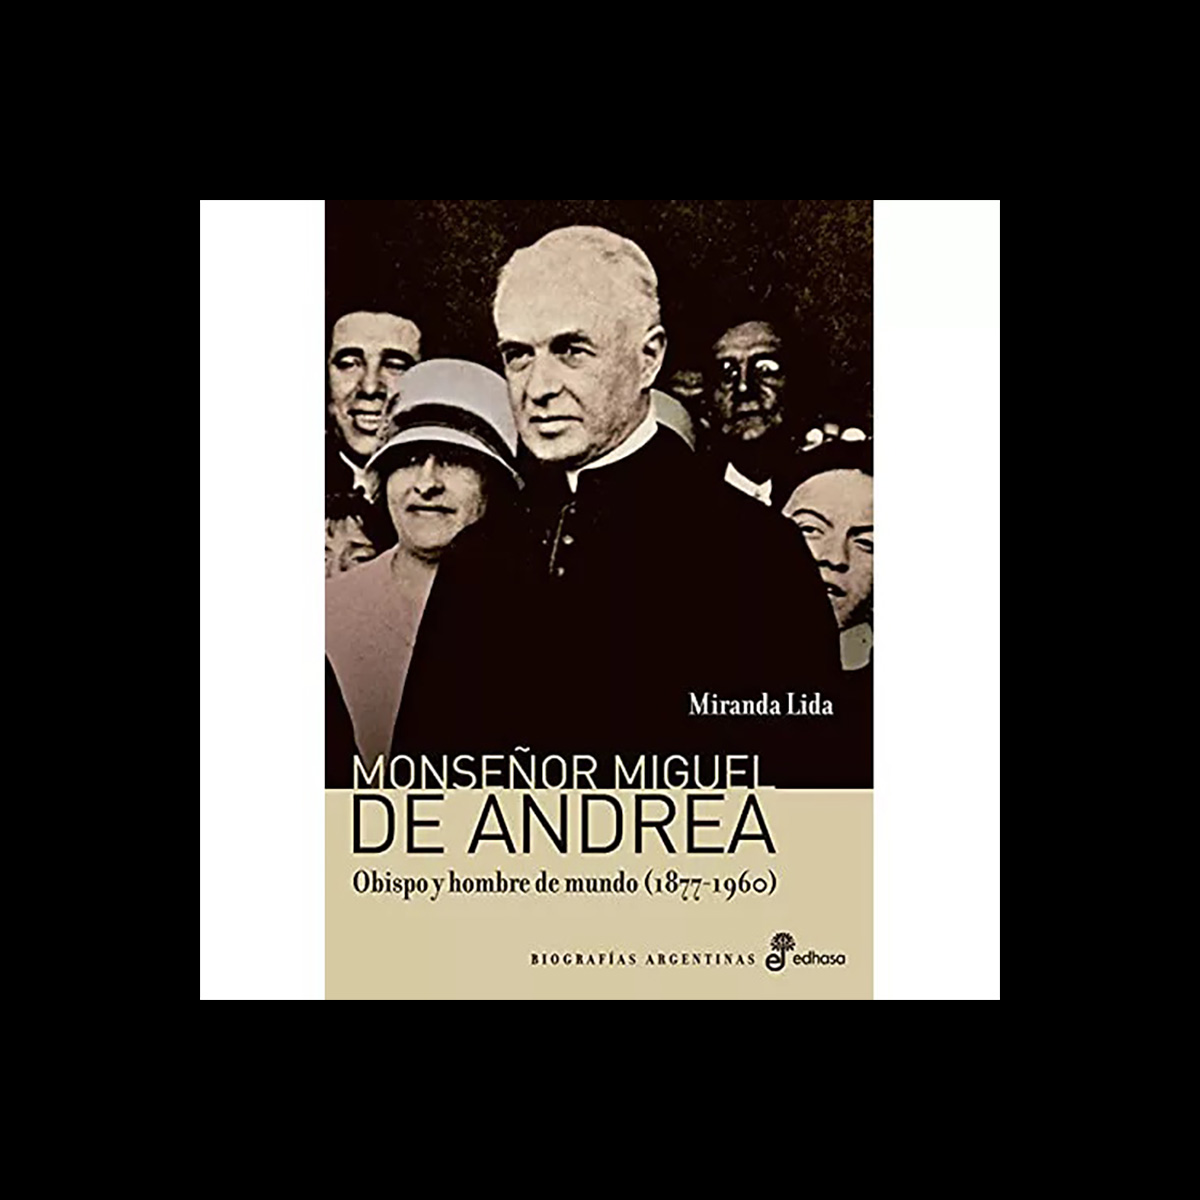 Miranda Lida
MONSEÑOR MIGUEL
DE ANDREA
Obispo y hombre de mundo (1877-1960)
BIOGRAFÍAS ARGENTINAS edhasa